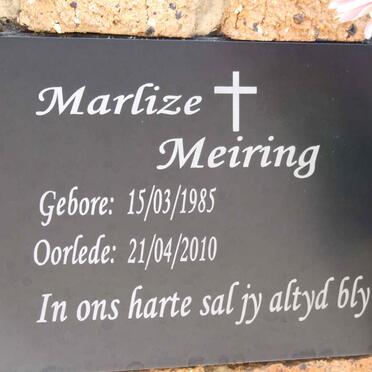 Marlize
Meiring
Gebore: 15/03/1985
Oorlede: 21/04/2010
In ons harte sal jy altyd bly